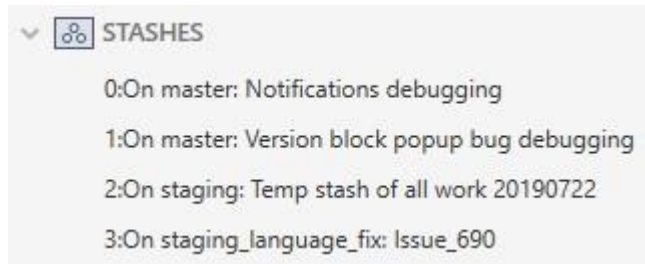 STASHES
0:On master: Notifications debugging
1:On master: Version block popup bug debugging
2:On staging: Temp stash of all work 20190722
3:On staging_language_fix: Issue_690